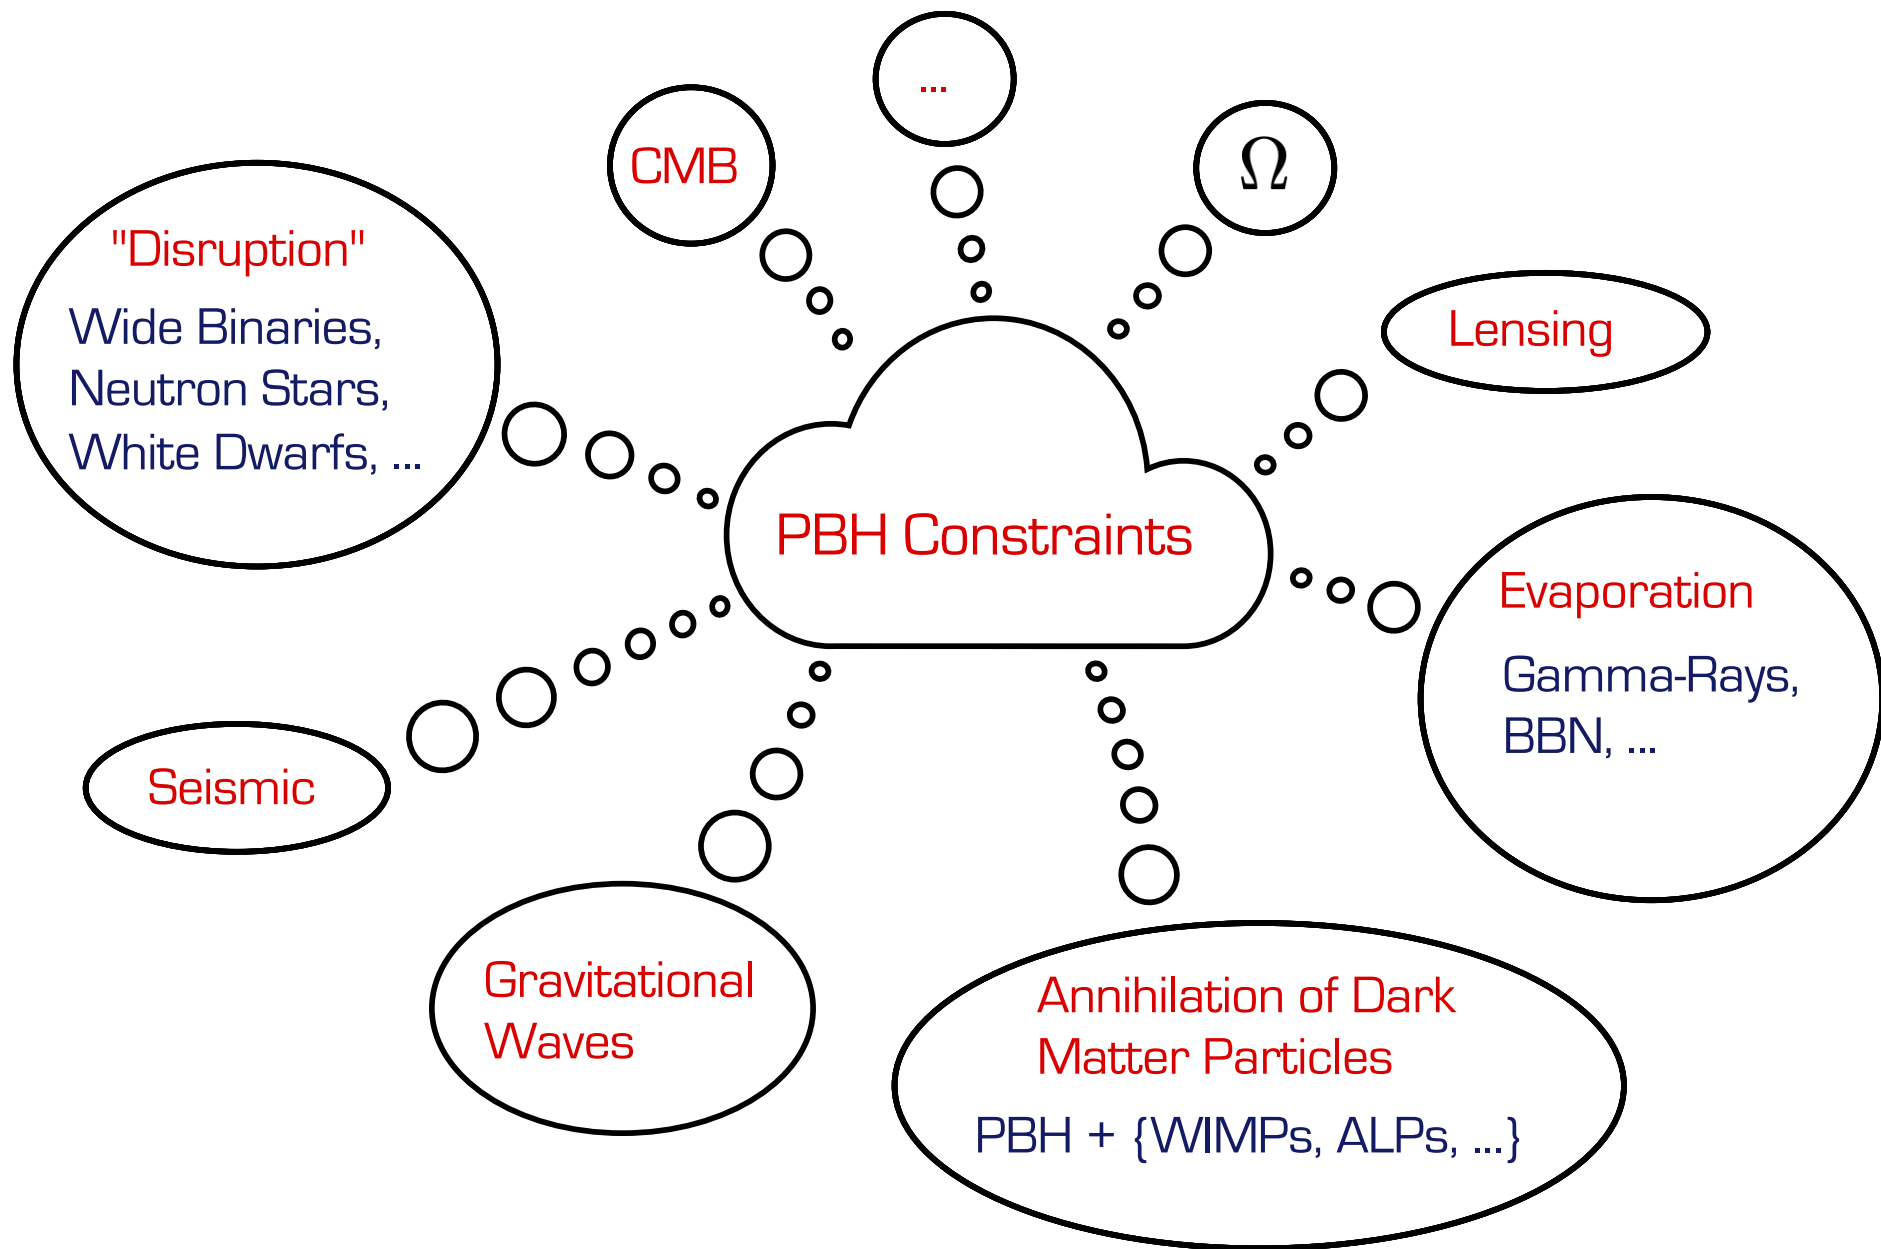 ...
CMB
Ω
"Disruption"
Wide Binaries,
Neutron Stars,
White Dwarfs, ...
Lensing
PBH Constraints
Evaporation
Gamma-Rays,
BBN, ...
Seismic
Gravitational
Waves
Annihilation of Dark
Matter Particles
PBH + {WIMPs, ALPs, ...}